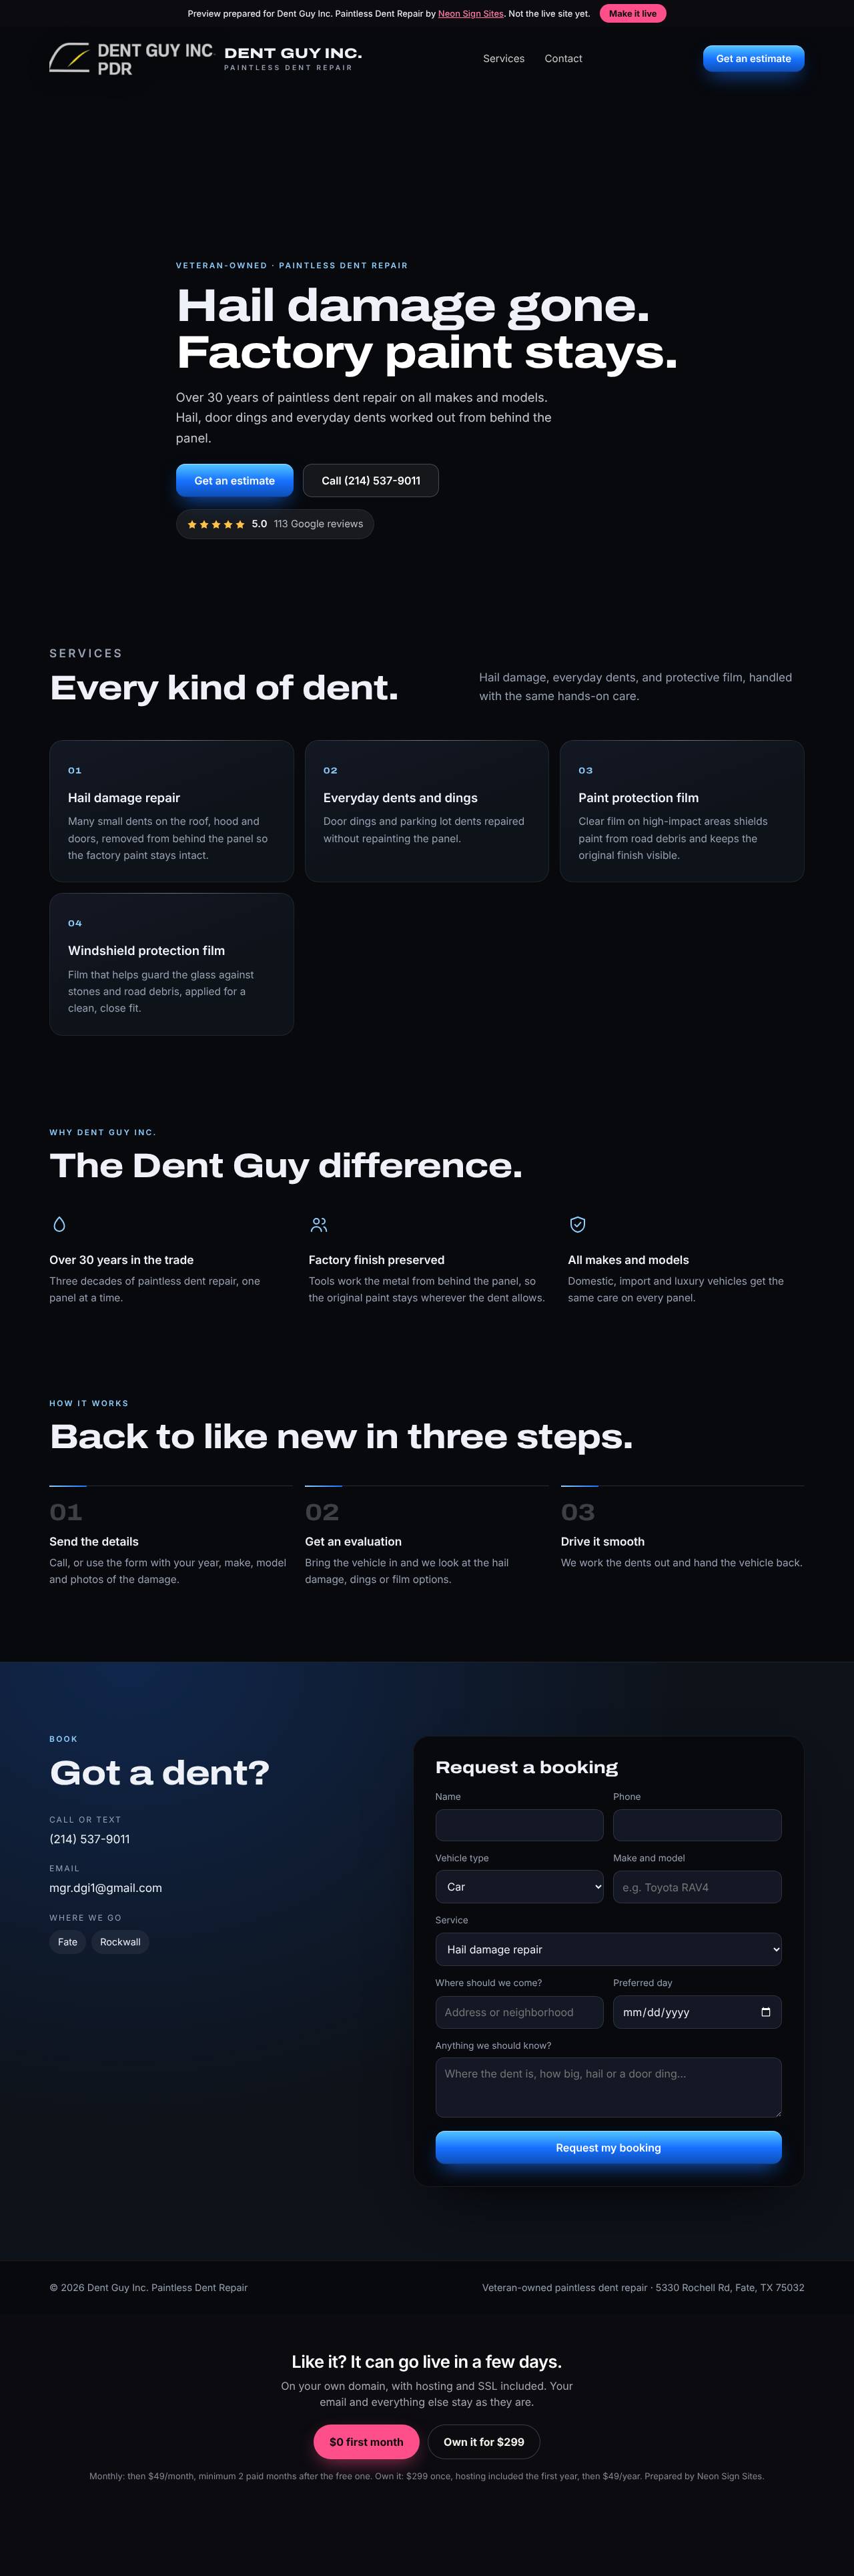 Preview prepared for Dent Guy Inc. Paintless Dent Repair by Neon Sign Sites. Not the live site yet. Make it live
DENT GUY INC
PDR
DENT GUY INC.
PAINTLESS DENT REPAIR
Services Contact
Get an estimate
VETERAN-OWNED · PAINTLESS DENT REPAIR
Hail damage gone.
Factory paint stays.
Over 30 years of paintless dent repair on all makes and models.
Hail, door dings and everyday dents worked out from behind the
panel.
Get an estimate
Call (214) 537-9011
5.0 113 Google reviews
SERVICES
Every kind of dent.
Hail damage, everyday dents, and protective film, handled
with the same hands-on care.
01
Hail damage repair
Many small dents on the roof, hood and
doors, removed from behind the panel so
the factory paint stays intact.
02
Everyday dents and dings
Door dings and parking lot dents repaired
without repainting the panel.
03
Paint protection film
Clear film on high-impact areas shields
paint from road debris and keeps the
original finish visible.
04
Windshield protection film
Film that helps guard the glass against
stones and road debris, applied for a
clean, close fit.
WHY DENT GUY INC.
The Dent Guy difference.
Over 30 years in the trade
Three decades of paintless dent repair, one
panel at a time.
Factory finish preserved
Tools work the metal from behind the panel, so
the original paint stays wherever the dent allows.
All makes and models
Domestic, import and luxury vehicles get the
same care on every panel.
HOW IT WORKS
Back to like new in three steps.
01
Send the details
Call, or use the form with your year, make, model
and photos of the damage.
02
Get an evaluation
Bring the vehicle in and we look at the hail
damage, dings or film options.
03
Drive it smooth
We work the dents out and hand the vehicle back.
BOOK
Got a dent?
CALL OR TEXT
(214) 537-9011
EMAIL
mgr.dgi1@gmail.com
WHERE WE GO
Fate Rockwall
Request a booking
Name Phone
Vehicle type Make and model
Car e.g. Toyota RAV4
Service
Hail damage repair
Where should we come? Preferred day
Address or neighborhood mm/dd/yyyy
Anything we should know?
Where the dent is, how big, hail or a door ding...
Request my booking
© 2026 Dent Guy Inc. Paintless Dent Repair
Veteran-owned paintless dent repair · 5330 Rochell Rd, Fate, TX 75032
Like it? It can go live in a few days.
On your own domain, with hosting and SSL included. Your
email and everything else stay as they are.
$0 first month
Own it for $299
Monthly: then $49/month, minimum 2 paid months after the free one. Own it: $299 once, hosting included the first year, then $49/year. Prepared by Neon Sign Sites.